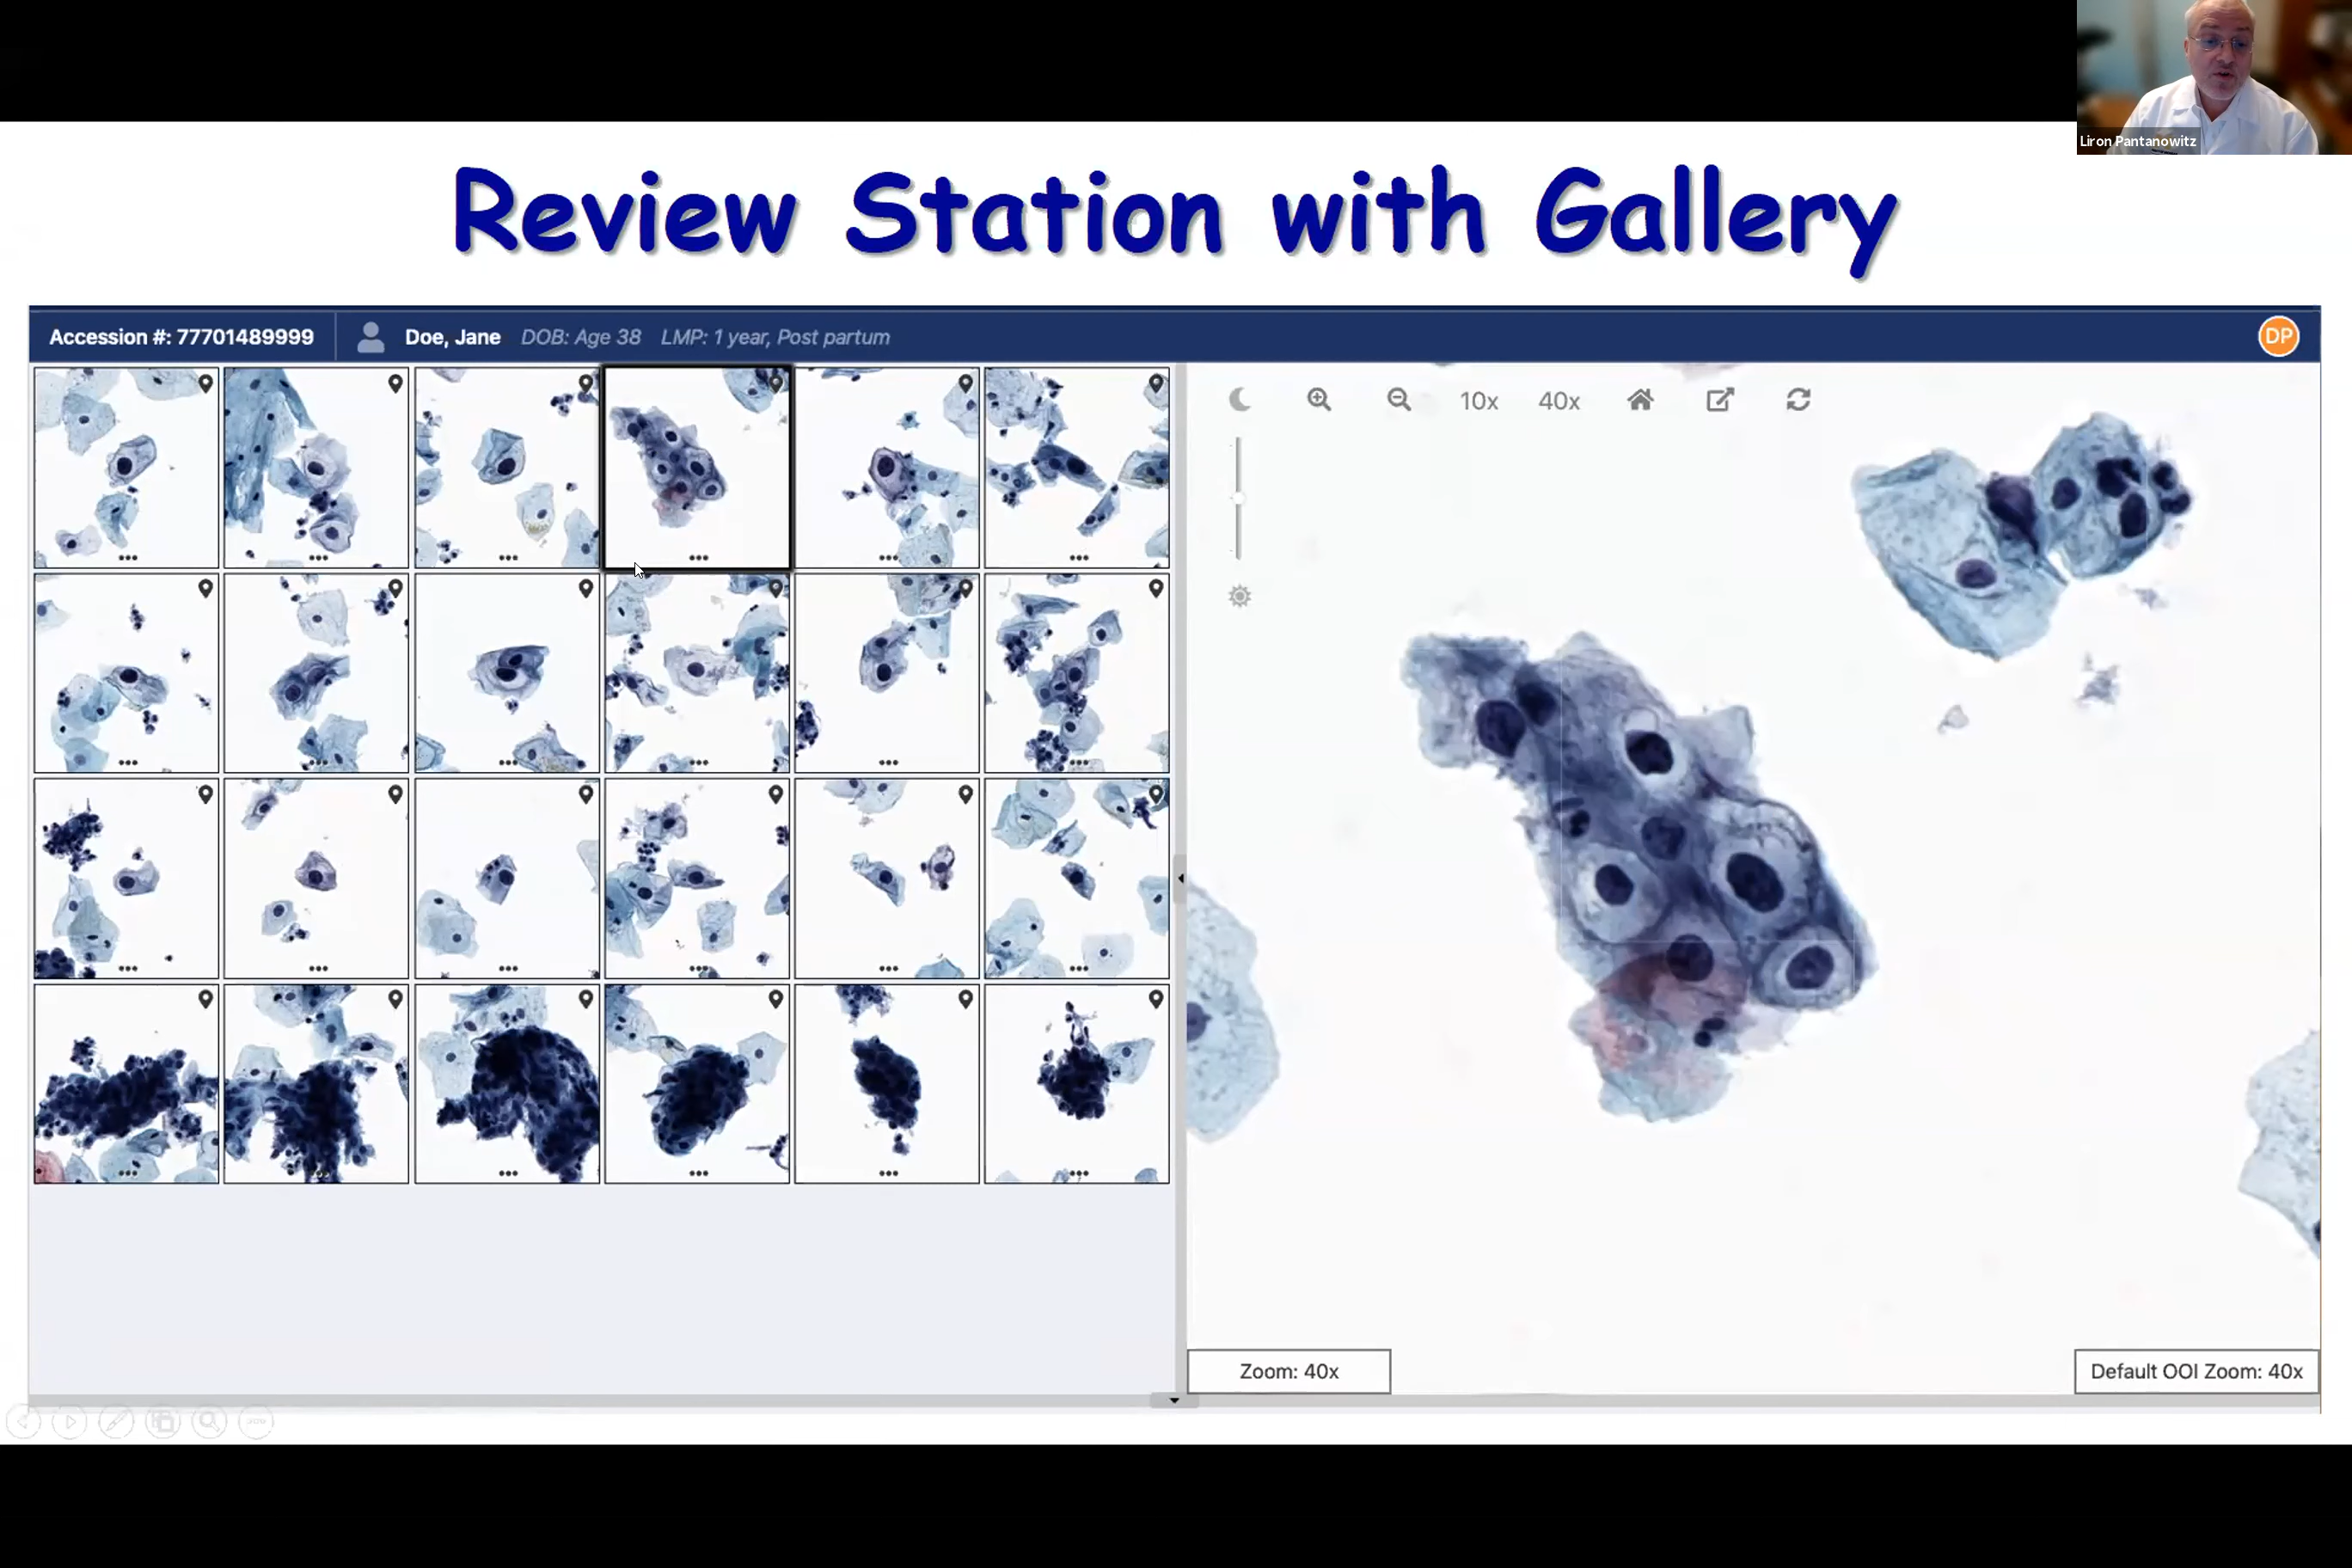 Liron Pantanowitz
Review Station with Gallery
Accession #: 77701489999
Doe, Jane DOB: Age 38 LMP: 1 year, Post partum
DP
10x 40x
Zoom: 40x
Default OOI Zoom: 40x